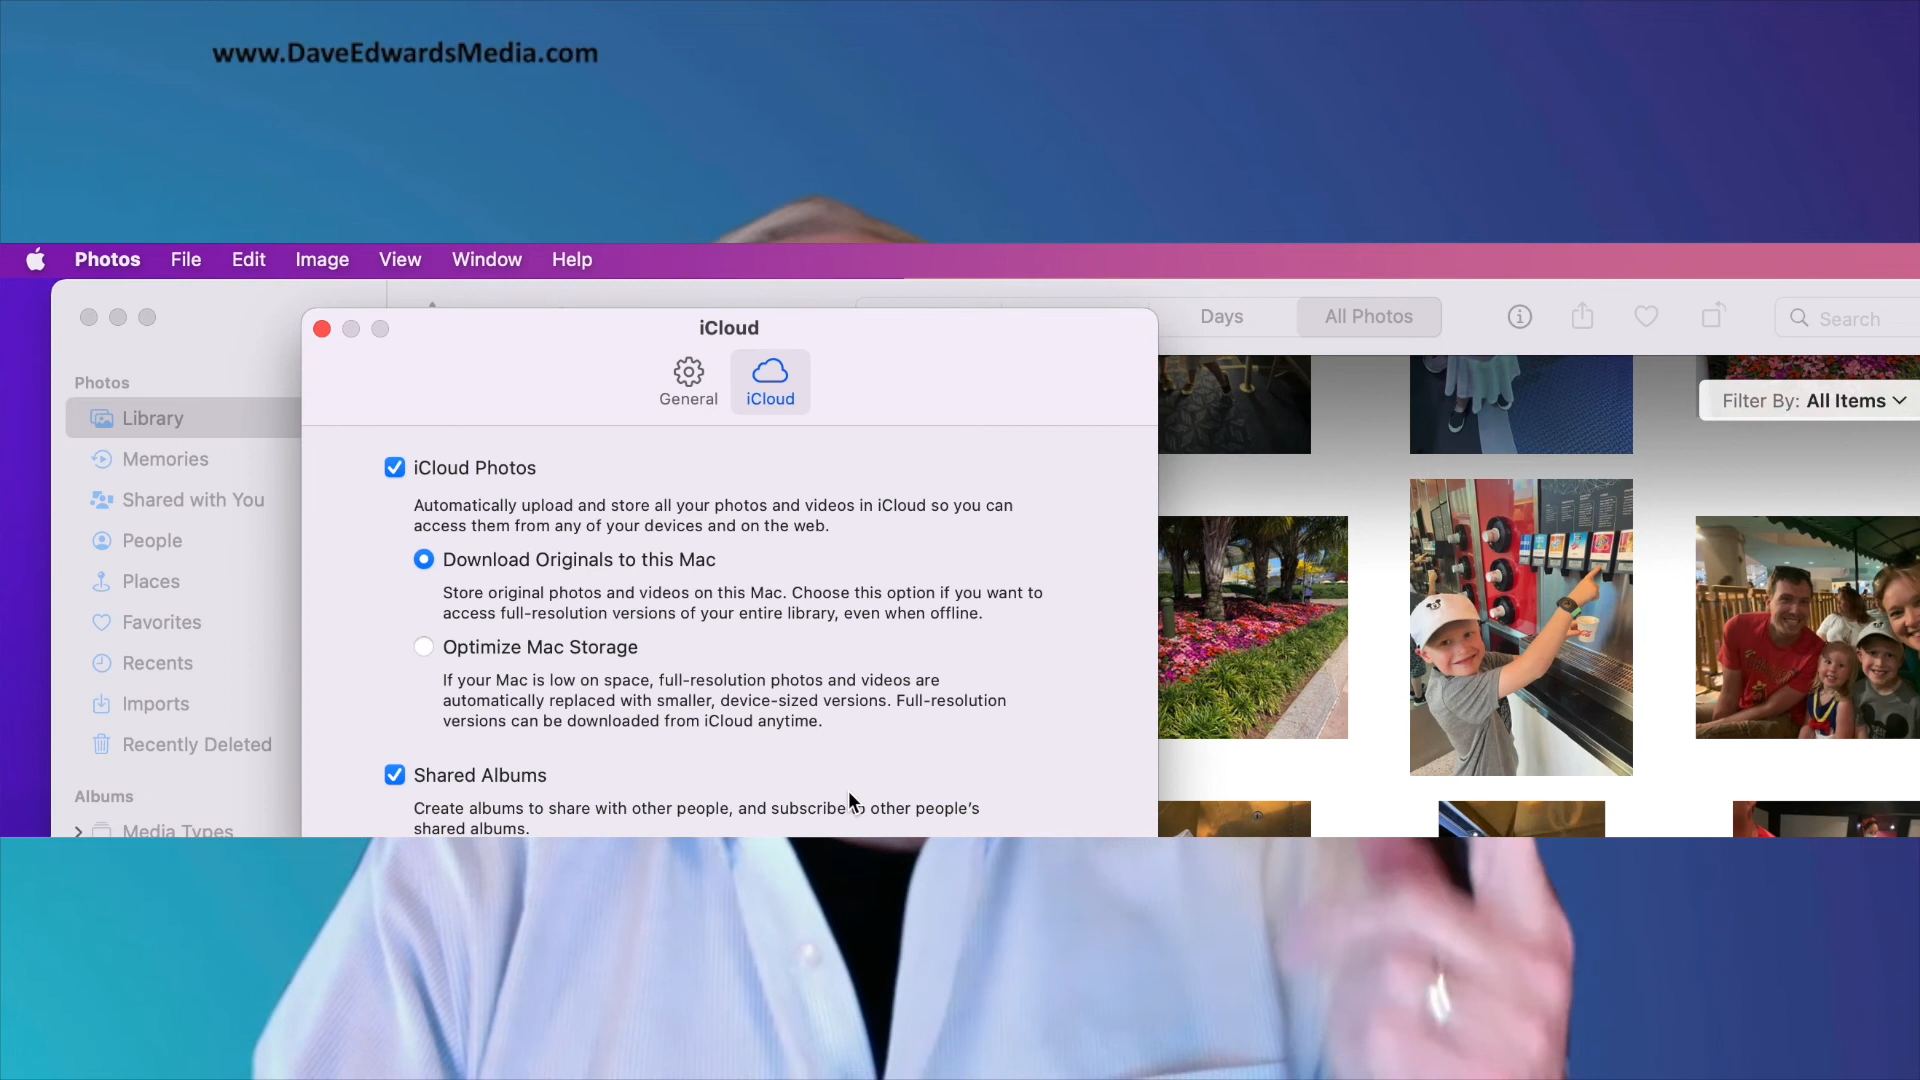 www.DaveEdwardsMedia.com
Photos File Edit Image View Window Help
Days All Photos Search
iCloud
General iCloud
Filter By: All Items
Photos
Library
Memories
Shared with You
People
Places
Favorites
Recents
Imports
Recently Deleted
Albums
Media Types
iCloud Photos
Automatically upload and store all your photos and videos in iCloud so you can
access them from any of your devices and on the web.
Download Originals to this Mac
Store original photos and videos on this Mac. Choose this option if you want to
access full-resolution versions of your entire library, even when offline.
Optimize Mac Storage
If your Mac is low on space, full-resolution photos and videos are
automatically replaced with smaller, device-sized versions. Full-resolution
versions can be downloaded from iCloud anytime.
Shared Albums
Create albums to share with other people, and subscribe other people's
shared albums.